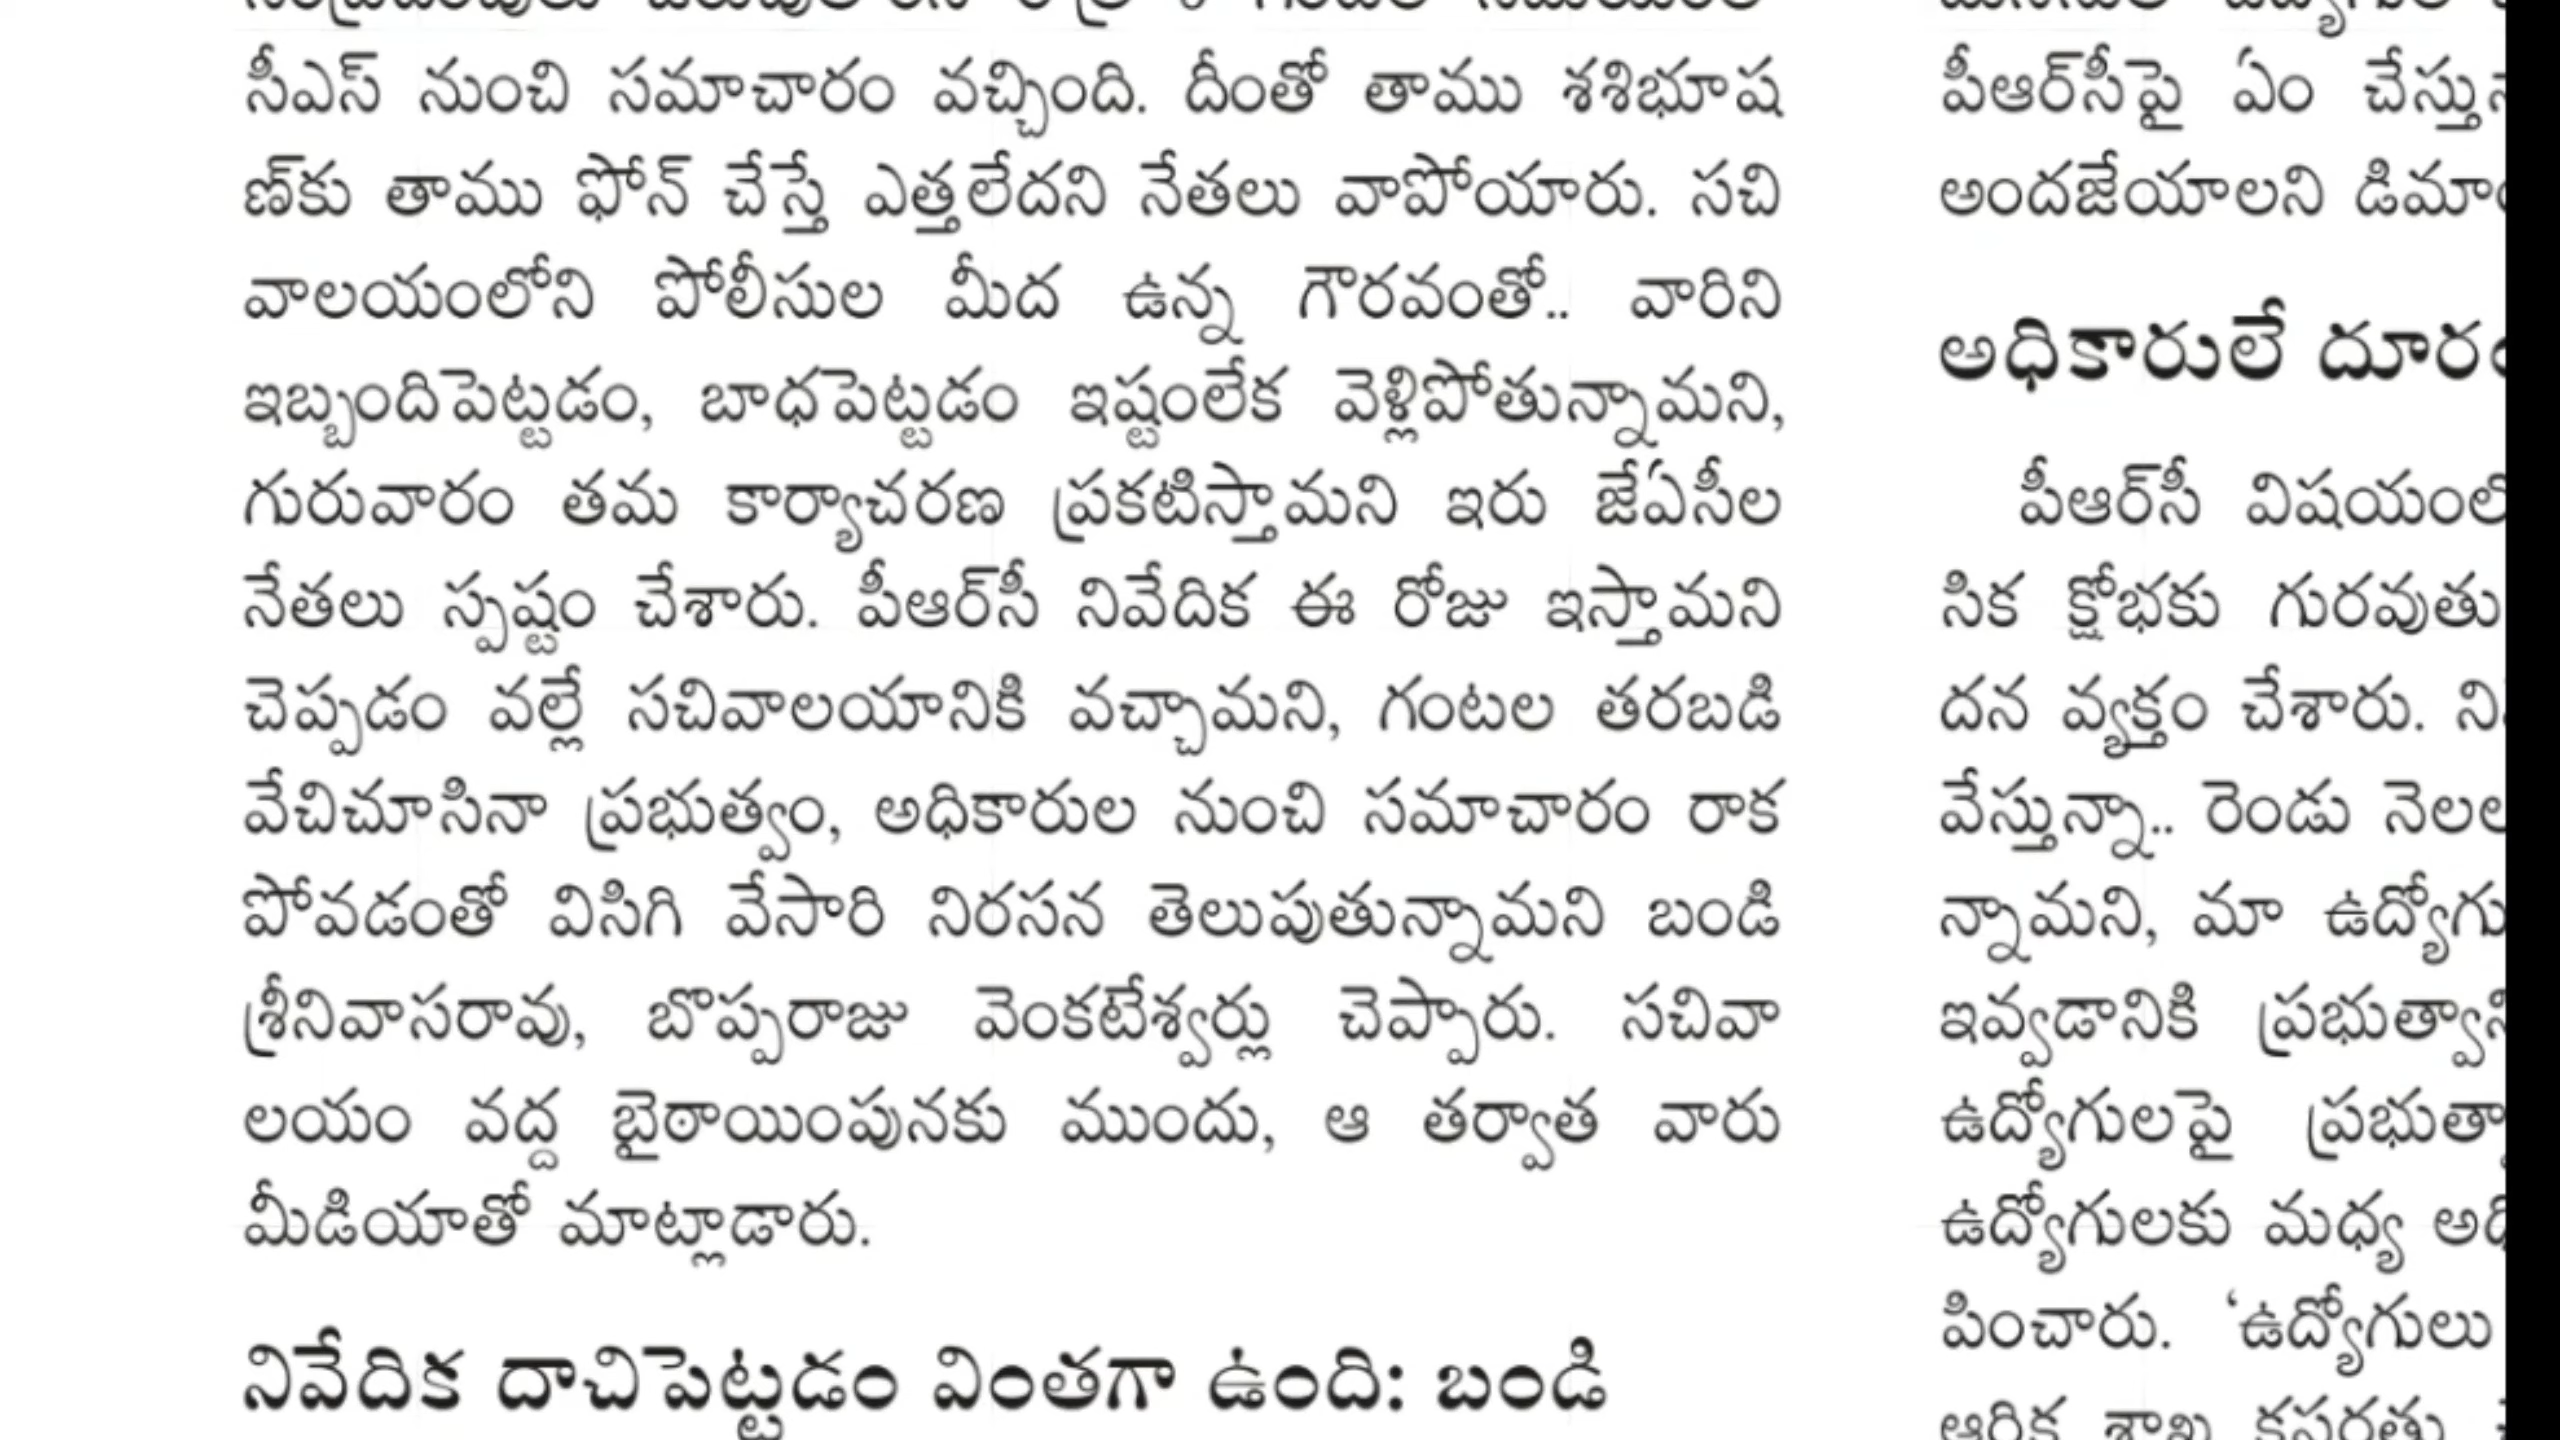 సీఎస్ నుంచి సమాచారం వచ్చింది. దీంతో తాము శశిభూష
ణ్‌కు తాము ఫోన్ చేస్తే ఎత్తలేదని నేతలు వాపోయారు. సచి
వాలయంలోని పోలీసుల మీద ఉన్న గౌరవంతో.. వారిని
ఇబ్బందిపెట్టడం, బాధపెట్టడం ఇష్టంలేక వెళ్లిపోతున్నామని,
గురువారం తమ కార్యాచరణ ప్రకటిస్తామని ఇరు జేఏసీల
నేతలు స్పష్టం చేశారు. పీఆర్‌సీ నివేదిక ఈ రోజు ఇస్తామని
చెప్పడం వల్లే సచివాలయానికి వచ్చామని, గంటల తరబడి
వేచిచూసినా ప్రభుత్వం, అధికారుల నుంచి సమాచారం రాక
పోవడంతో విసిగి వేసారి నిరసన తెలుపుతున్నామని బండి
శ్రీనివాసరావు, బొప్పరాజు వెంకటేశ్వర్లు చెప్పారు. సచివా
లయం వద్ద బైఠాయింపునకు ముందు, ఆ తర్వాత వారు
మీడియాతో మాట్లాడారు.
నివేదిక దాచిపెట్టడం వింతగా ఉంది: బండి
పీఆర్‌సీపై ఏం
అందజేయాలని
అధికారులే
పీఆర్‌సీ
సిక క్షోభకు
దన వ్యక్తం చేశారు.
వేస్తున్నా.. రెండు
న్నామని, మా
ఇవ్వడానికి
ఉద్యోగులపై
ఉద్యోగులకు మధ్య
పించారు. ‘ఉద్యోగులు